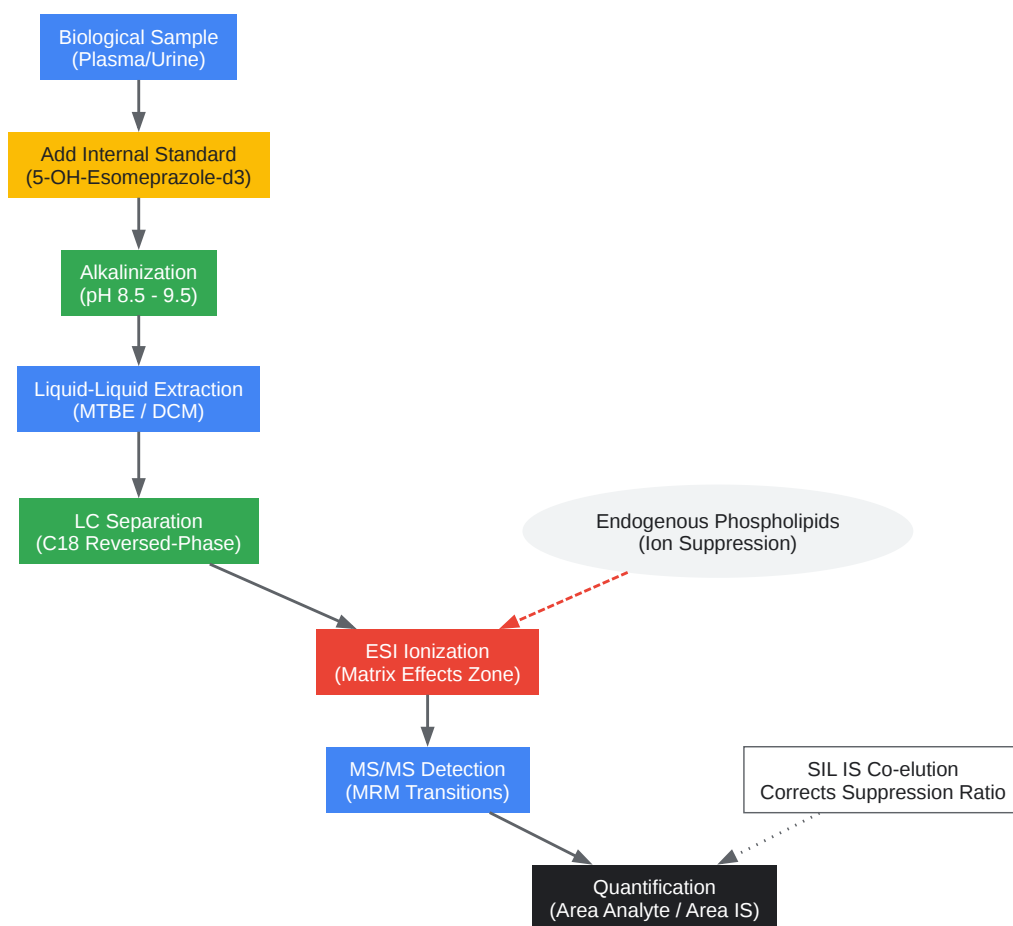 Biological Sample
(Plasma/Urine)
Add Internal Standard
(5-OH-Esomeprazole-d3)
Alkalinization
(pH 8.5 - 9.5)
Liquid-Liquid Extraction
(MTBE / DCM)
LC Separation
(C18 Reversed-Phase)
Endogenous Phospholipids
(Ion Suppression)
ESI Ionization
(Matrix Effects Zone)
MS/MS Detection
(MRM Transitions)
SIL IS Co-elution
Corrects Suppression Ratio
Quantification
(Area Analyte / Area IS)